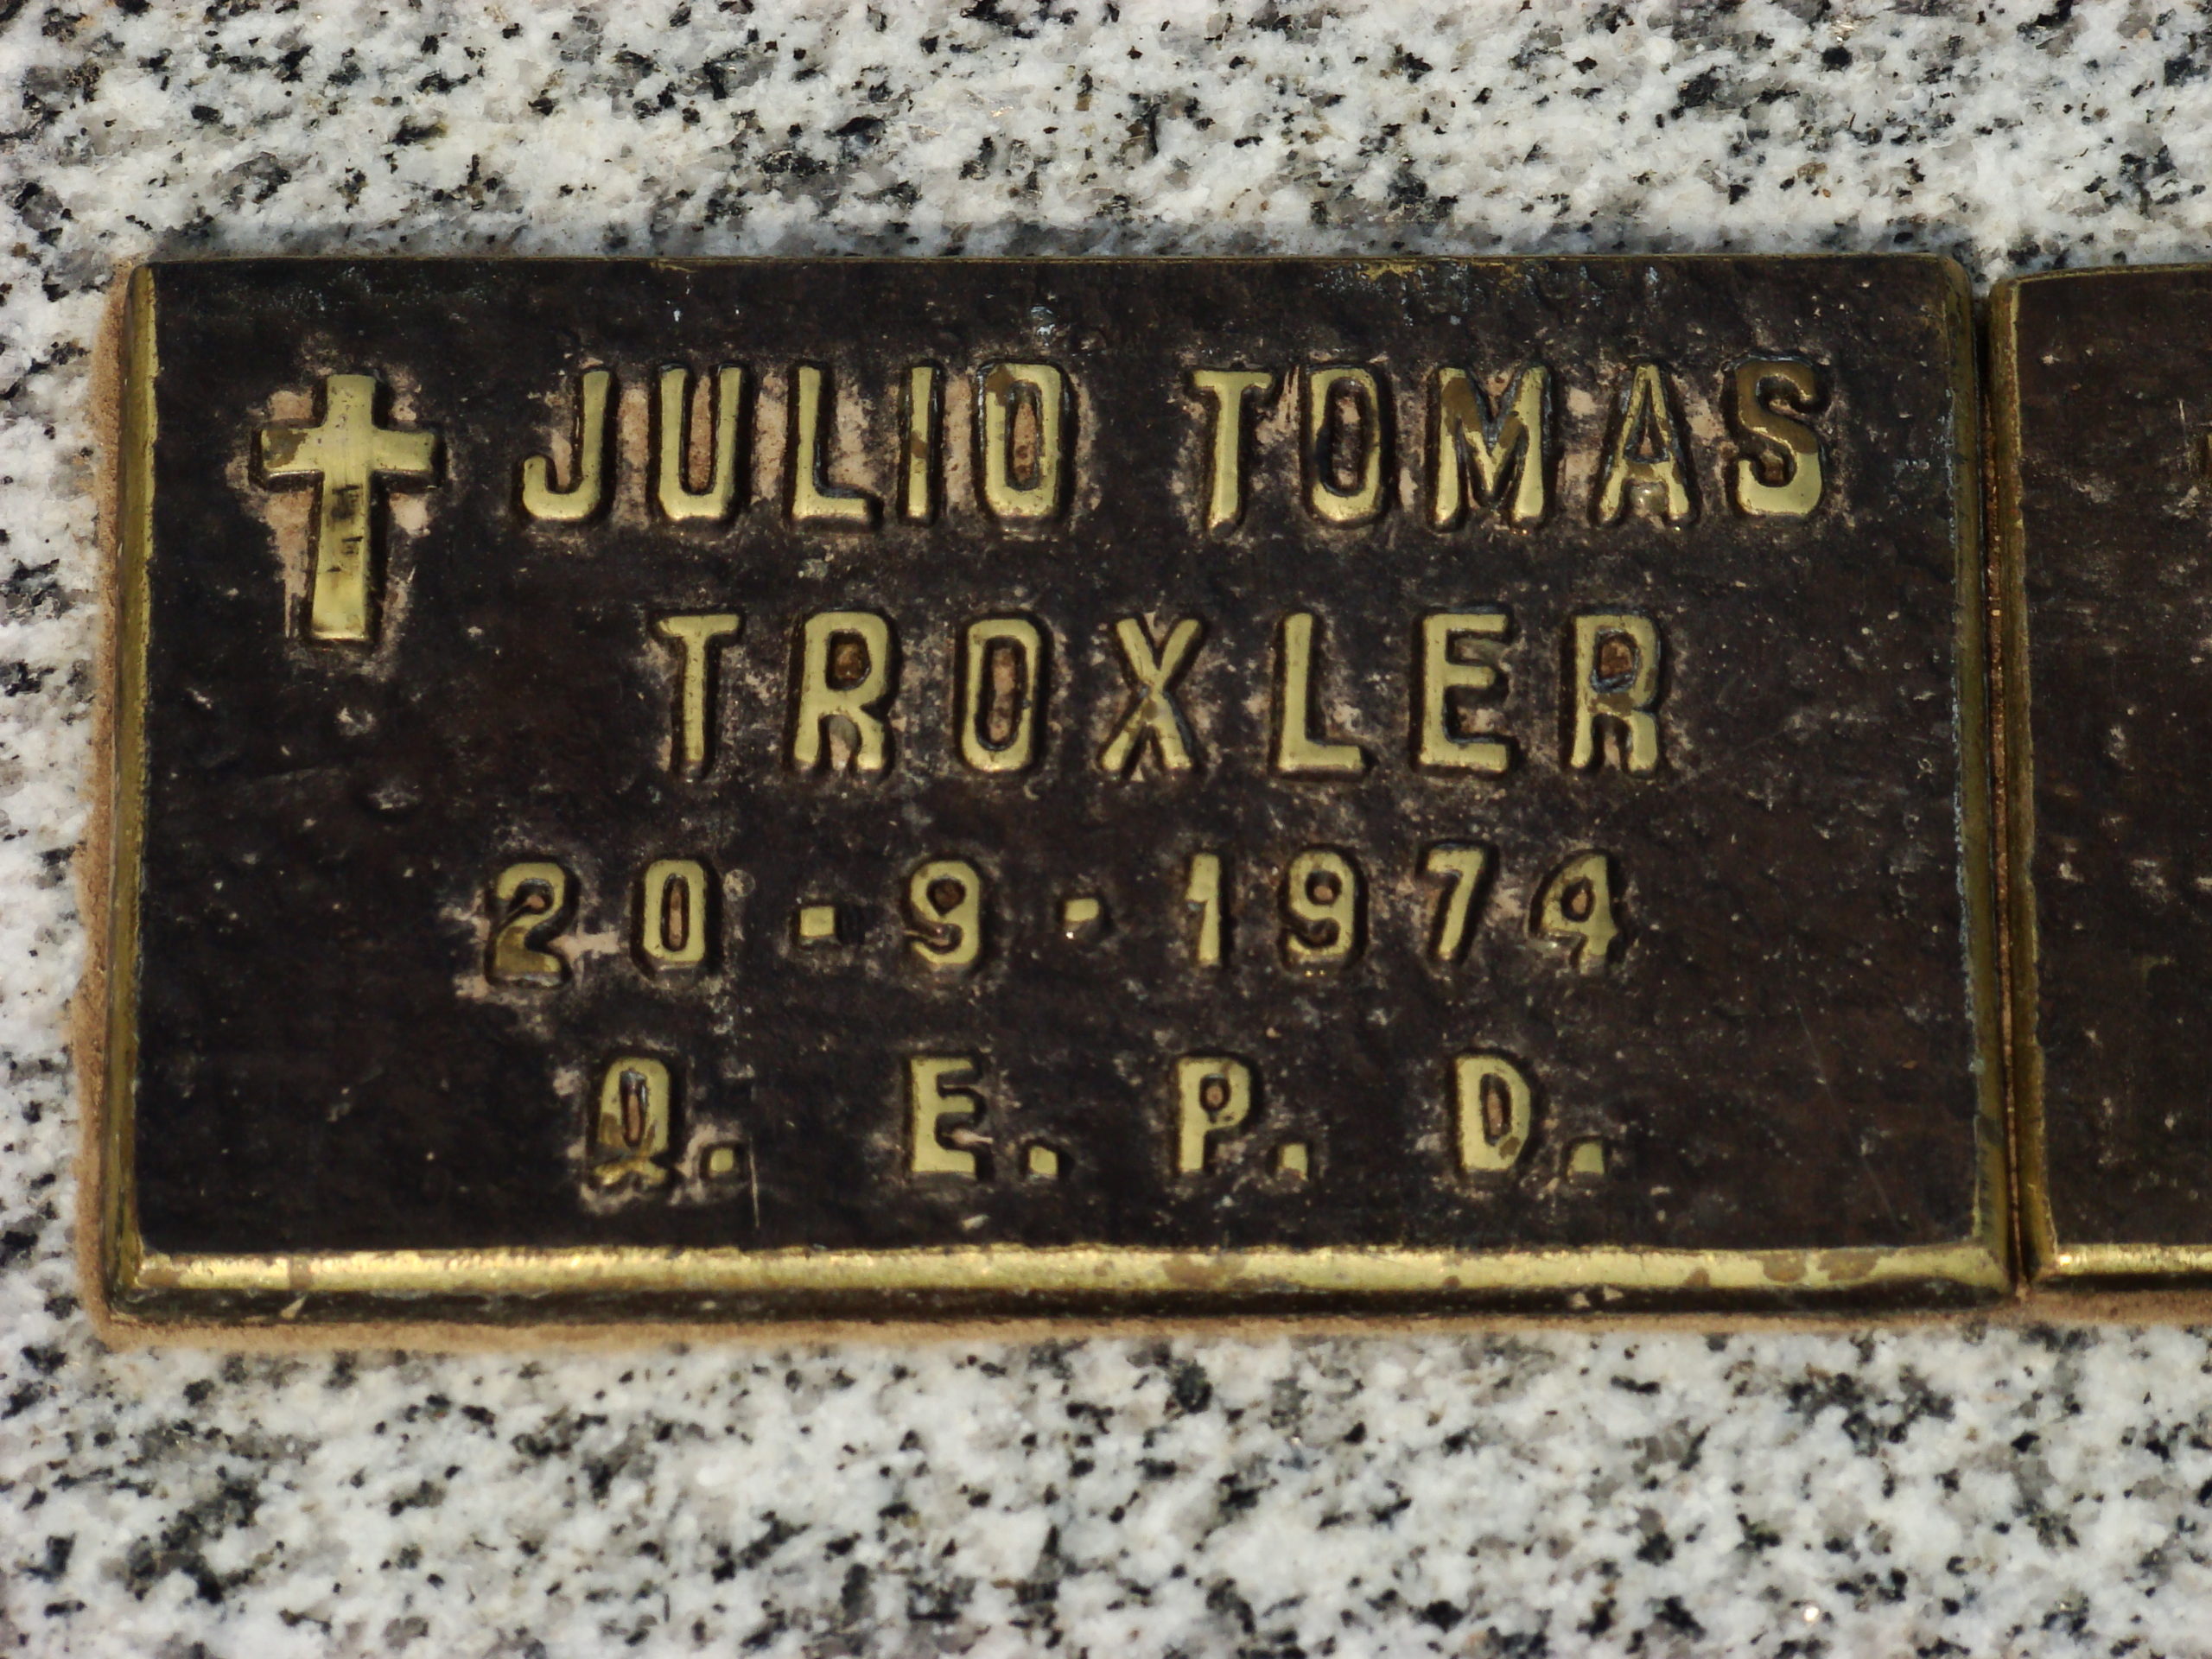 JULIO TOMAS
TROXLER
20-9-1974
Q. E. P. D.